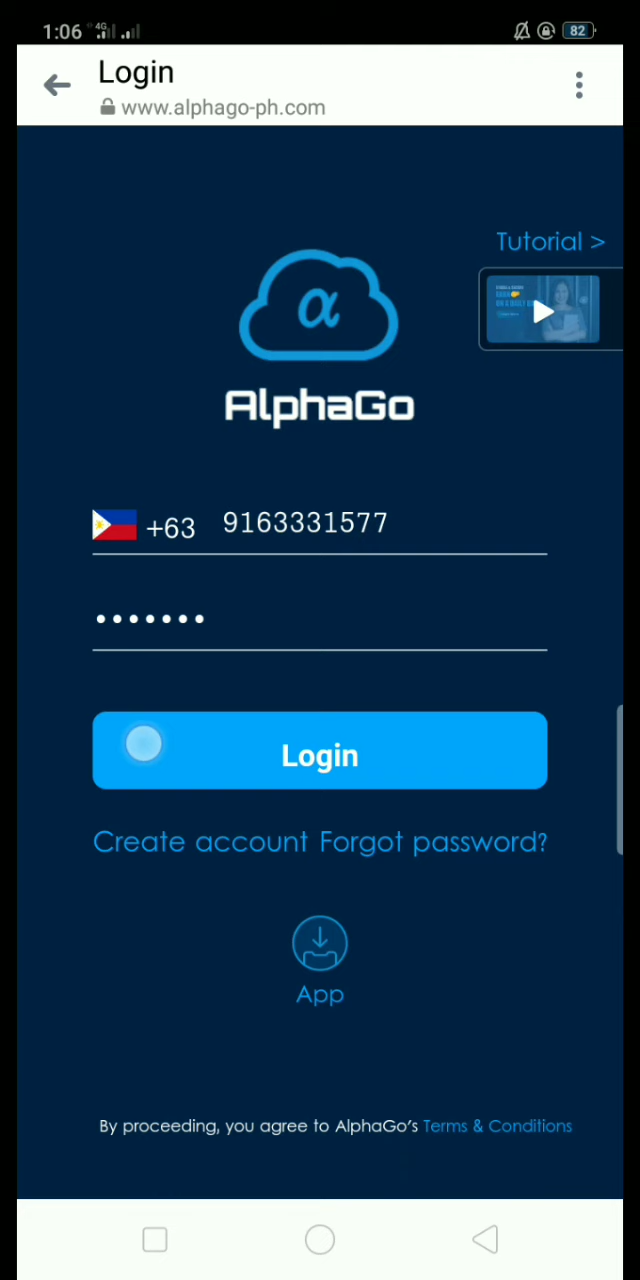 1:06 4G 82
Login
www.alphago-ph.com
Tutorial >
α
AlphaGo
+63 9163331577
Login
Create account Forgot password?
App
By proceeding, you agree to AlphaGo's Terms & Conditions